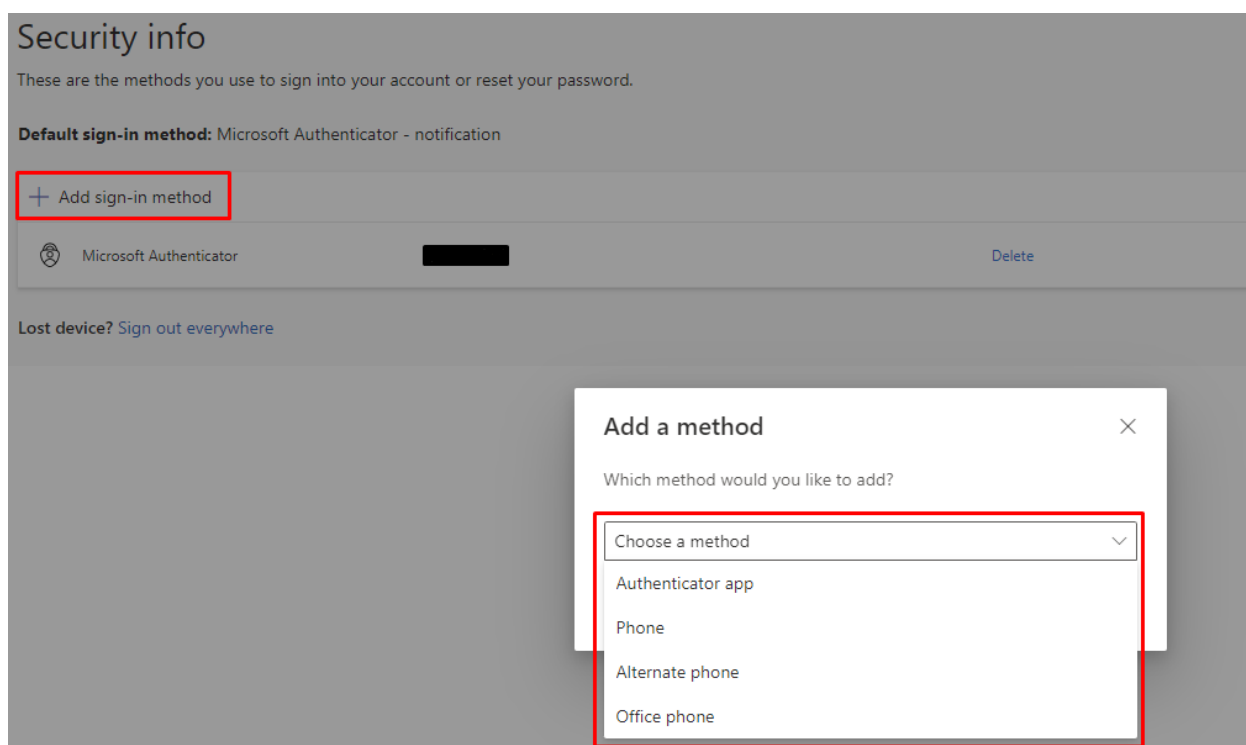 Security info
These are the methods you use to sign into your account or reset your password.
Default sign-in method: Microsoft Authenticator - notification
Add sign-in method
Microsoft Authenticator Delete
Lost device? Sign out everywhere
Add a method
Which method would you like to add?
Choose a method
Authenticator app
Phone
Alternate phone
Office phone